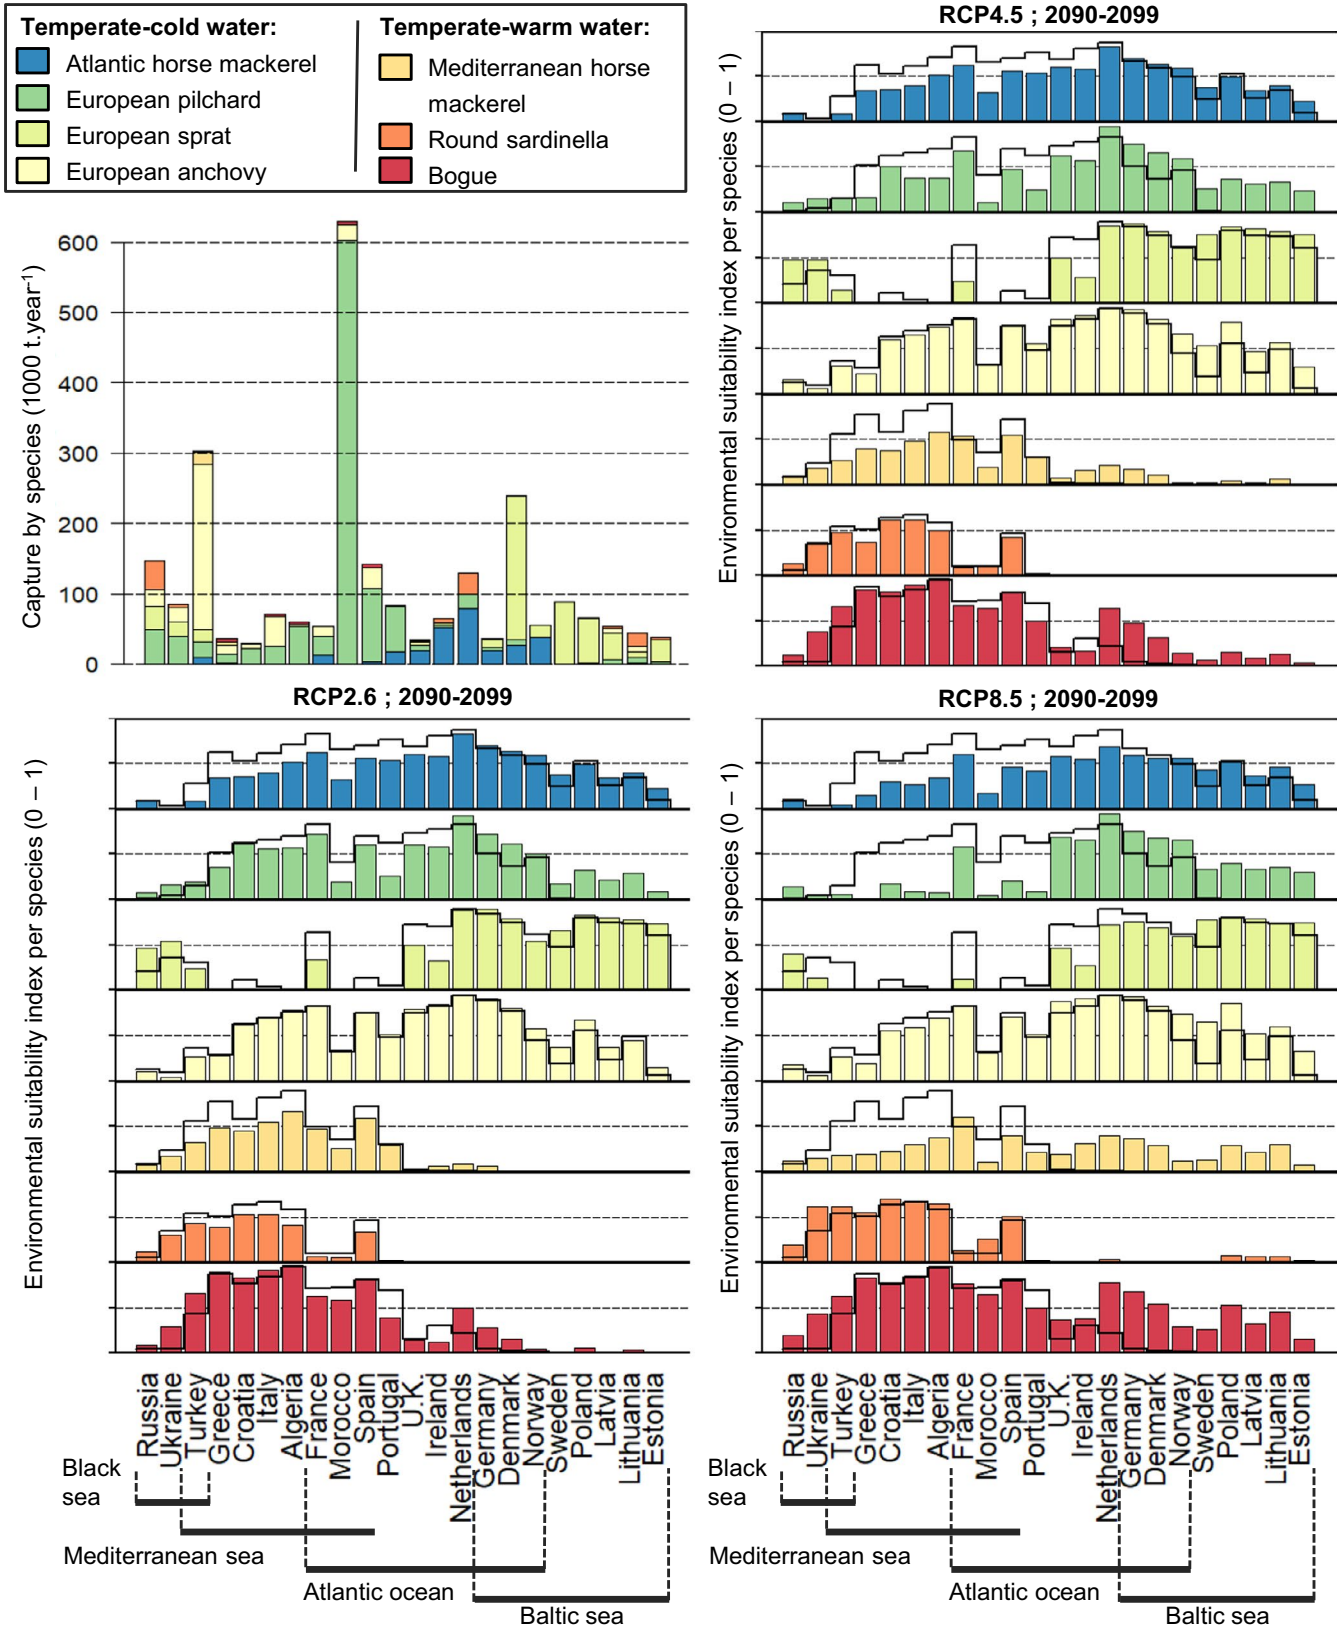 Temperate-cold water:
Atlantic horse mackerel
European pilchard
European sprat
European anchovy
Temperate-warm water:
Mediterranean horse
mackerel
Round sardinella
Bogue
RCP4.5 ; 2090-2099
Environmental suitability index per species (0 – 1)
Capture by species (1000 t.year-1)
600
500
400
300
200
100
0
RCP2.6 ; 2090-2099
Environmental suitability index per species (0 – 1)
RCP8.5 ; 2090-2099
Environmental suitability index per species (0 – 1)
Russia
Ukraine
Turkey
Greece
Croatia
Italy
Algeria
France
Morocco
Spain
Portugal
U.K.
Ireland
Netherlands
Germany
Denmark
Norway
Sweden
Poland
Latvia
Lithuania
Estonia
Black
sea
Mediterranean sea
Atlantic ocean
Baltic sea
Russia
Ukraine
Turkey
Greece
Croatia
Italy
Algeria
France
Morocco
Spain
Portugal
U.K.
Ireland
Netherlands
Germany
Denmark
Norway
Sweden
Poland
Latvia
Lithuania
Estonia
Black
sea
Mediterranean sea
Atlantic ocean
Baltic sea